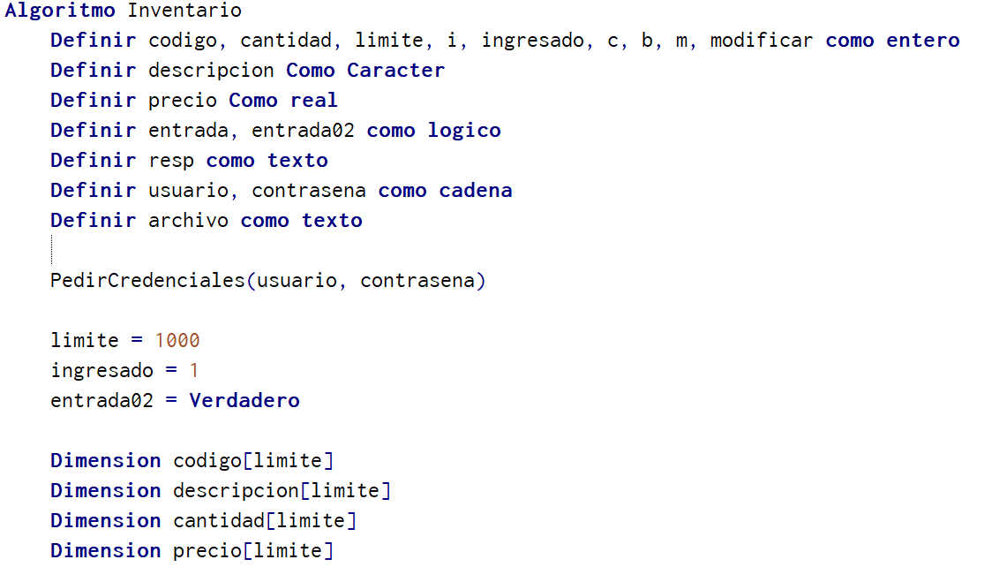 Algoritmo Inventario
Definir codigo, cantidad, limite, i, ingresado, c, b, m, modificar como entero
Definir descripcion Como Caracter
Definir precio Como real
Definir entrada, entrada02 como logico
Definir resp como texto
Definir usuario, contrasena como cadena
Definir archivo como texto
PedirCredenciales(usuario, contrasena)
limite = 1000
ingresado = 1
entrada02 = Verdadero
Dimension codigo[limite]
Dimension descripcion[limite]
Dimension cantidad[limite]
Dimension precio[limite]